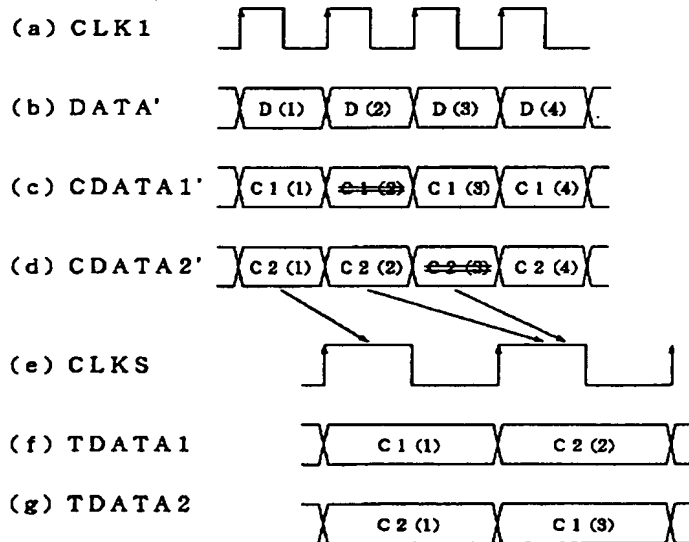 (a) CLK1
(b) DATA' D(1) D(2) D(3) D(4)
(c) CDATA1' C1(1) C1(2) C1(3) C1(4)
(d) CDATA2' C2(1) C2(2) C2(3) C2(4)
(e) CLKS
(f) TDATA1 C1(1) C2(2)
(g) TDATA2 C2(1) C1(3)